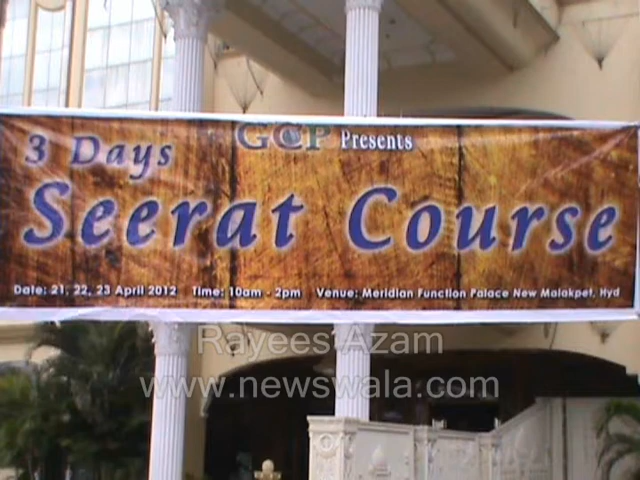 GCP Presents
3 Days
Seerat Course
Date: 21, 22, 23 April 2012 Time: 10am - 2pm Venue: Meridian Function Palace New Malakpet, Hyd
Rayees Azam
www.newswala.com